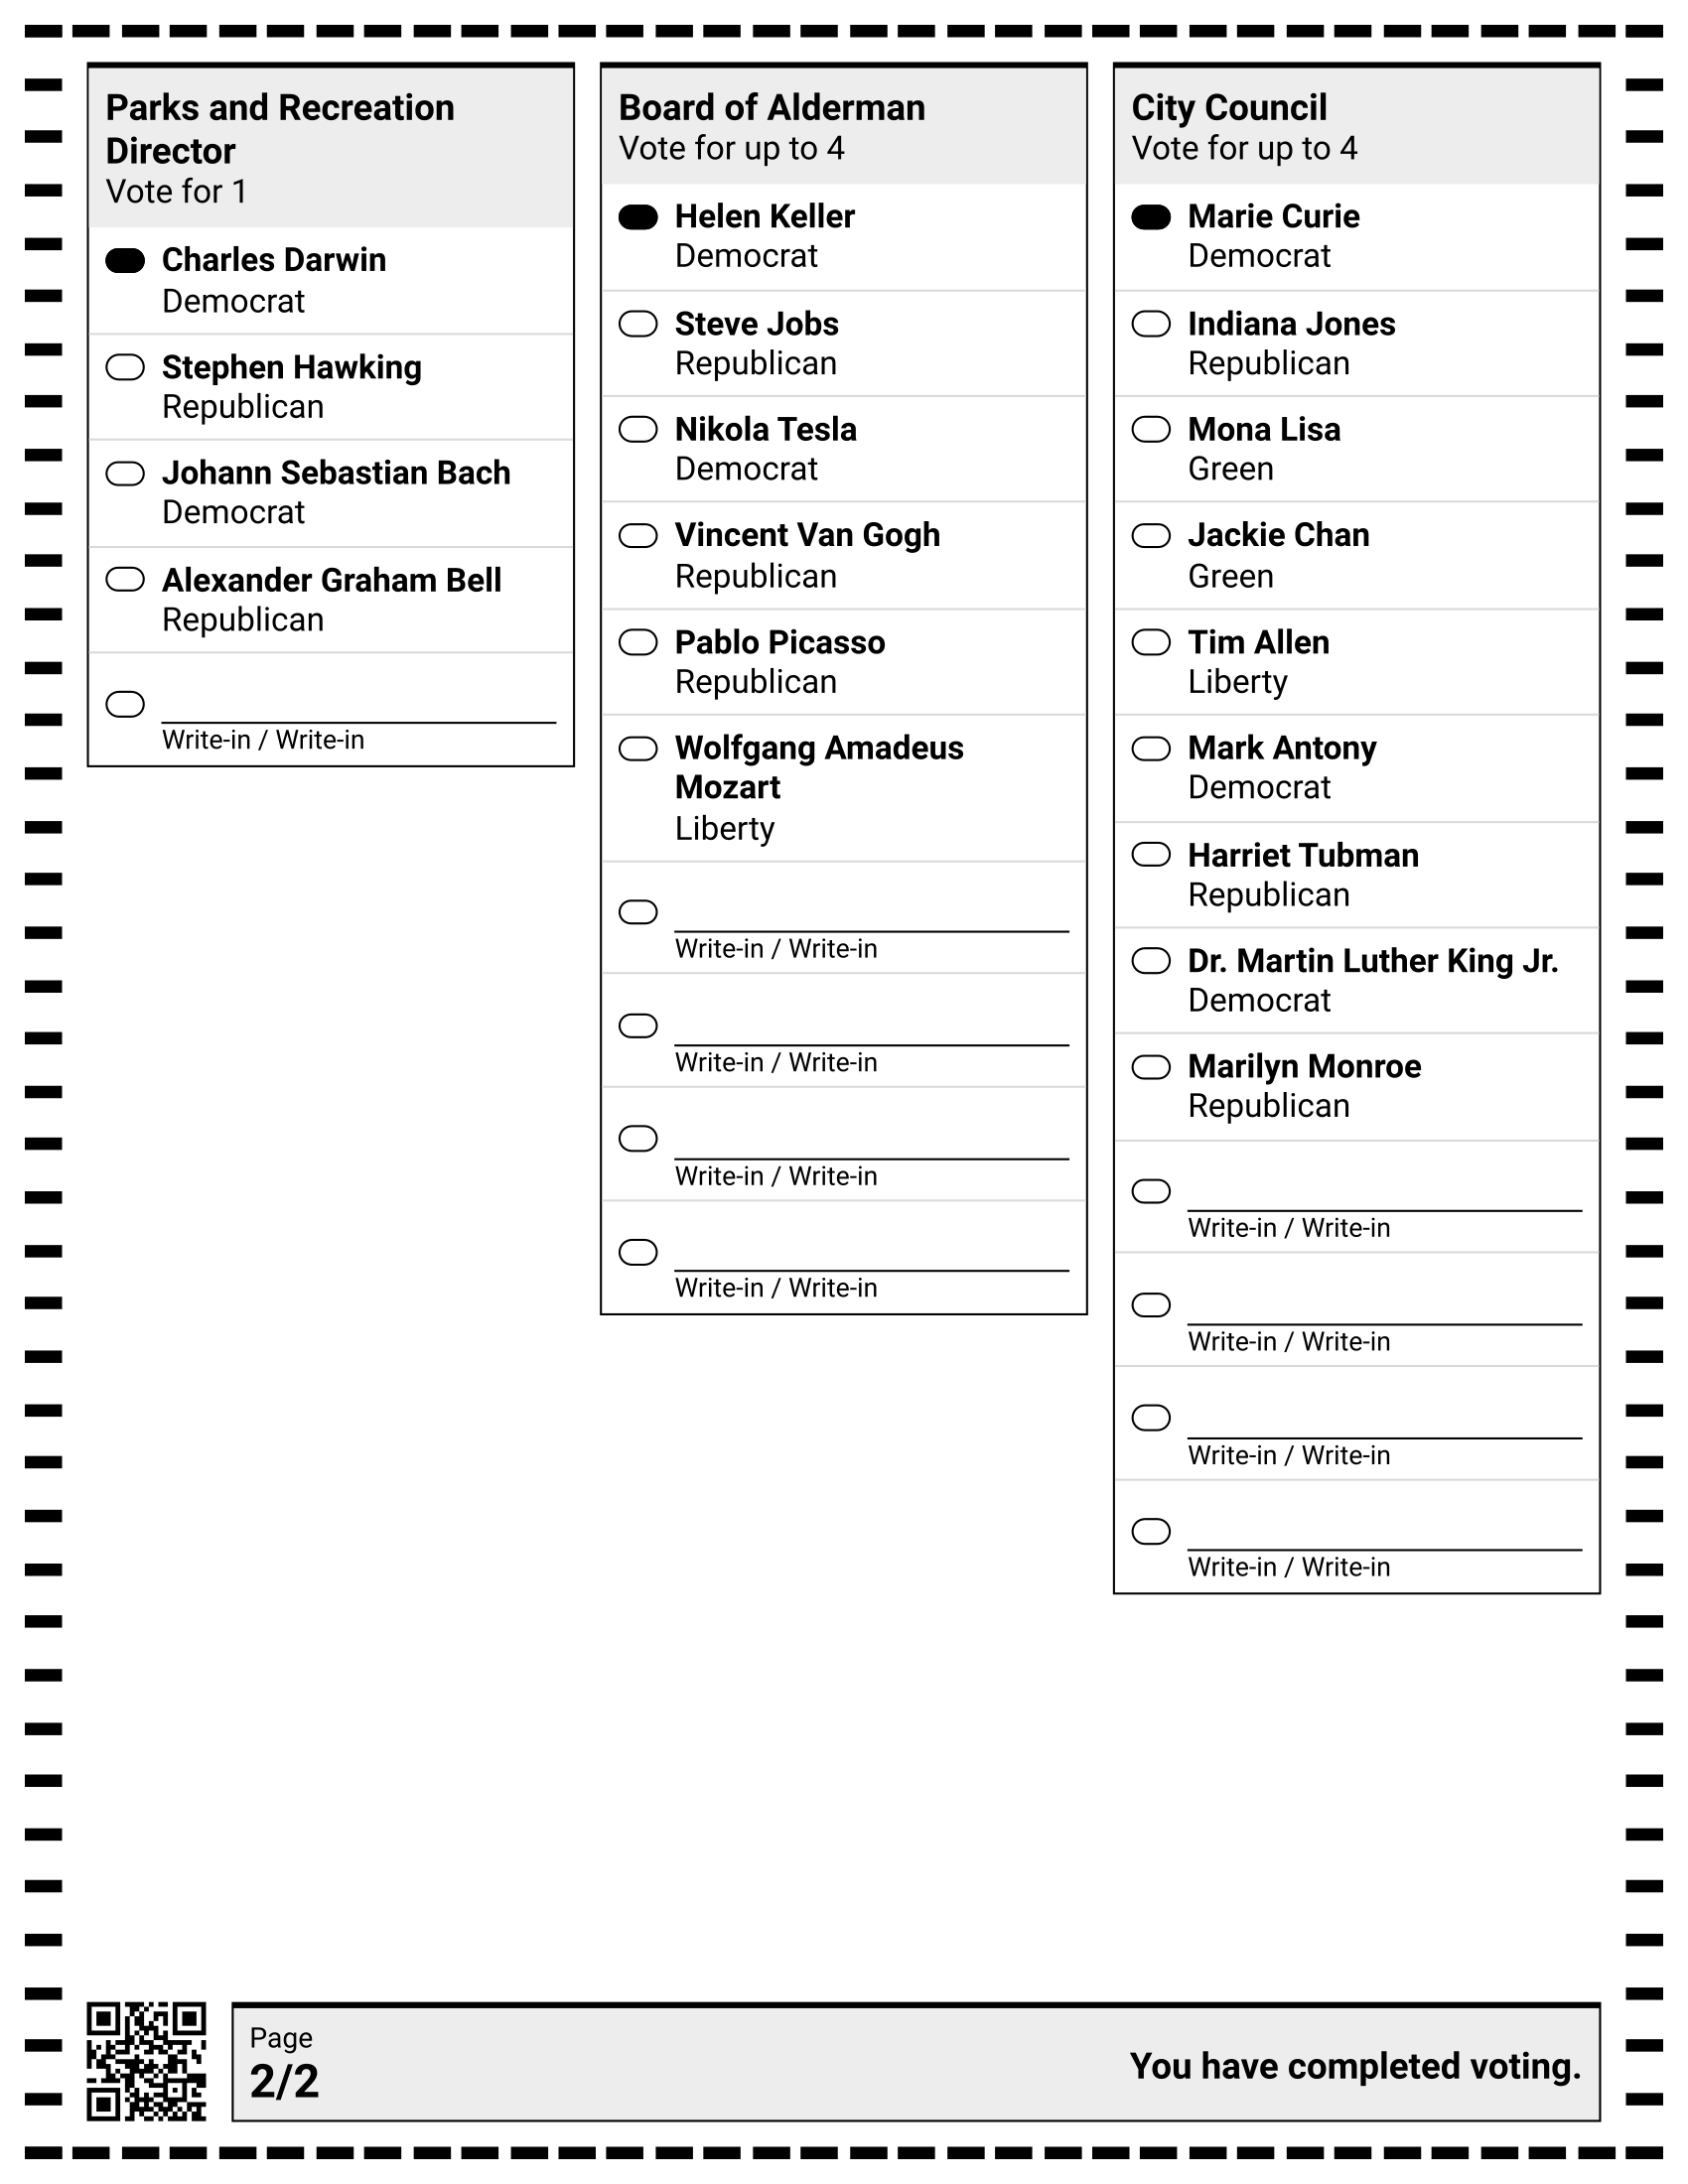 Parks and Recreation
Director
Vote for 1
Charles Darwin
Democrat
Stephen Hawking
Republican
Johann Sebastian Bach
Democrat
Alexander Graham Bell
Republican
Write-in / Write-in
Board of Alderman
Vote for up to 4
Helen Keller
Democrat
Steve Jobs
Republican
Nikola Tesla
Democrat
Vincent Van Gogh
Republican
Pablo Picasso
Republican
Wolfgang Amadeus
Mozart
Liberty
Write-in / Write-in
Write-in / Write-in
Write-in / Write-in
Write-in / Write-in
City Council
Vote for up to 4
Marie Curie
Democrat
Indiana Jones
Republican
Mona Lisa
Green
Jackie Chan
Green
Tim Allen
Liberty
Mark Antony
Democrat
Harriet Tubman
Republican
Dr. Martin Luther King Jr.
Democrat
Marilyn Monroe
Republican
Write-in / Write-in
Write-in / Write-in
Write-in / Write-in
Write-in / Write-in
Page
2/2
You have completed voting.